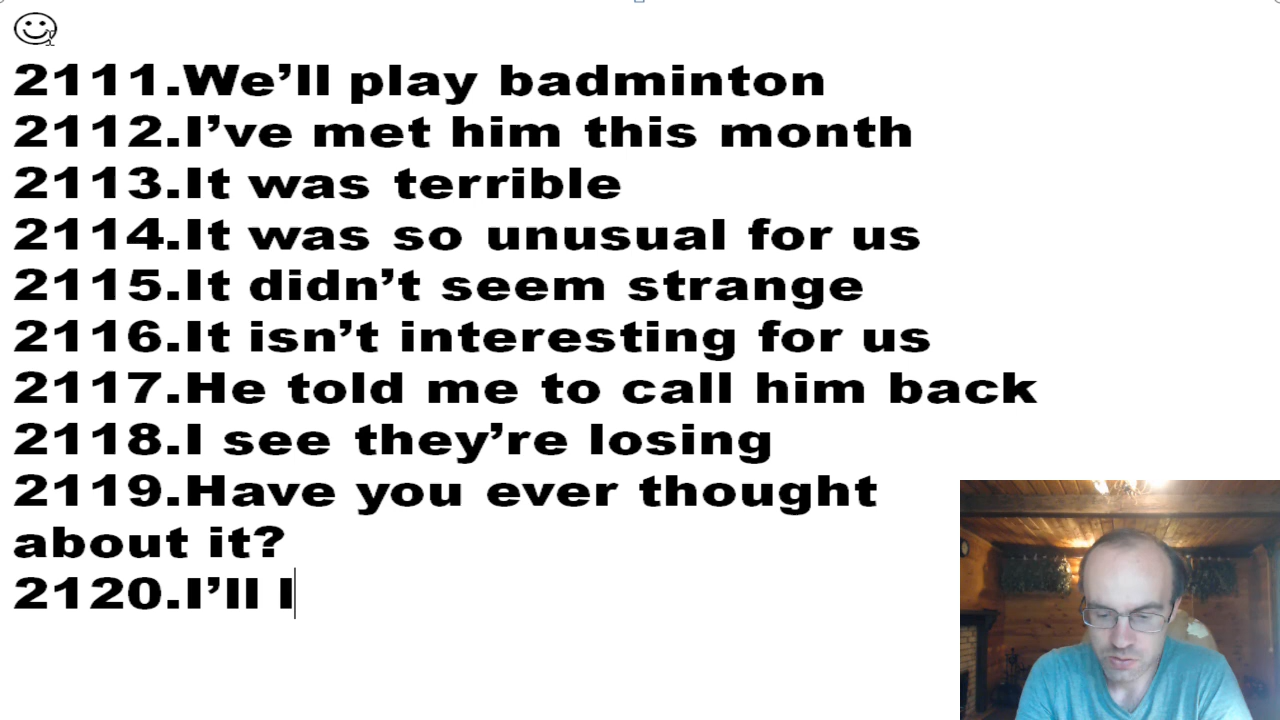 2111.We’ll play badminton
2112.I’ve met him this month
2113.It was terrible
2114.It was so unusual for us
2115.It didn’t seem strange
2116.It isn’t interesting for us
2117.He told me to call him back
2118.I see they’re losing
2119.Have you ever thought
about it?
2120.I’ll l